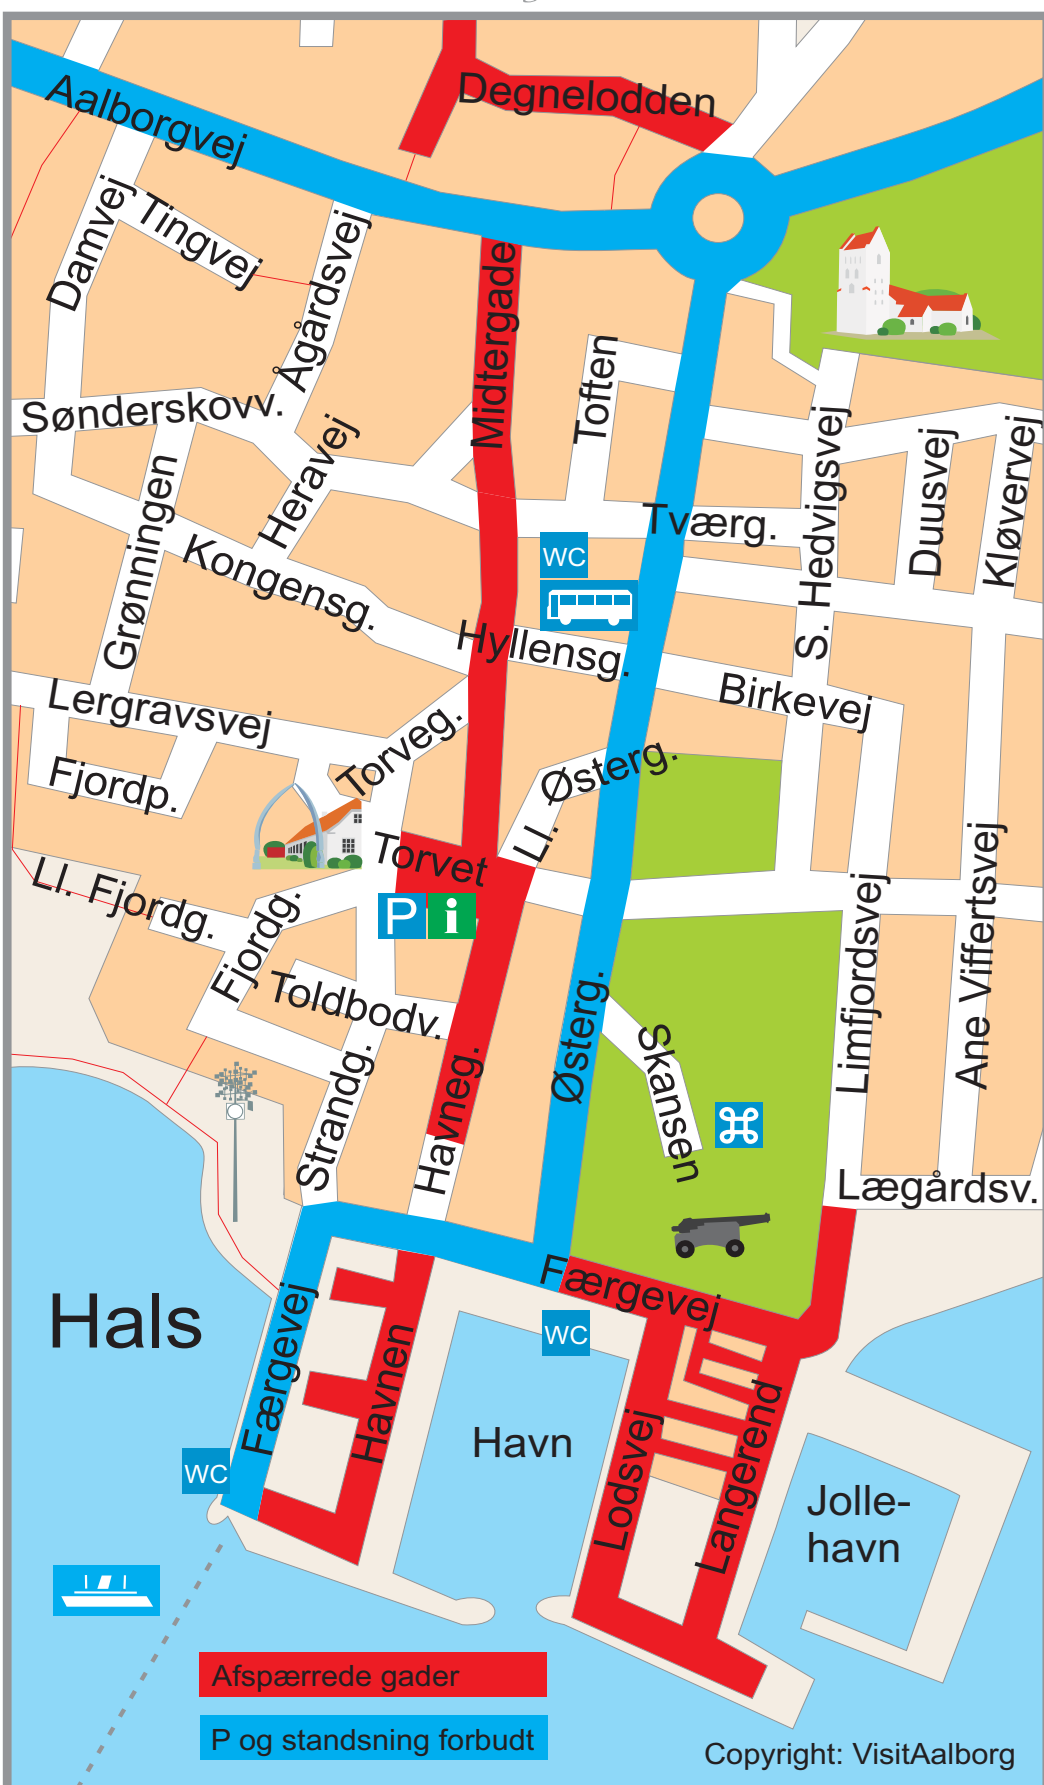 Degnelodden
Aalborgvej
Damvej
Tingvej
Ågårdsvej
Midtergade
Toften
Sønderskovv.
Heravej
Grønningen
Kongensg.
Tværg.
S. Hedvigsvej
Duusvej
Kløvervej
WC
Hyllensg.
Birkevej
Lergravsvej
Torveg.
Fjordp.
Ll. Østerg.
Torvet
Ll. Fjordg.
Fjordg.
P
i
Toldbodv.
Strandg.
Havneg.
Østerg.
Skansen
Limfjordsvej
Ane Viffertsvej
Lægårdsv.
Hals
Færgevej
Færgevej
WC
Havnen
Havn
Lodsvej
Langerend
Jolle-
havn
WC
Afspærrede gader
P og standsning forbudt
Copyright: VisitAalborg